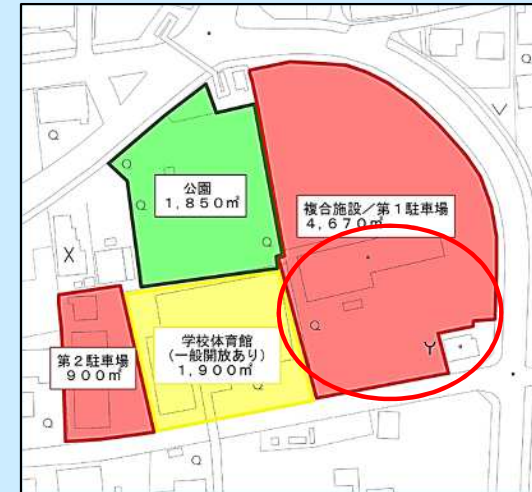 公園
1,850㎡
複合施設/第1駐車場
4,670㎡
学校体育館
(一般開放あり)
1,900㎡
第2駐車場
900㎡